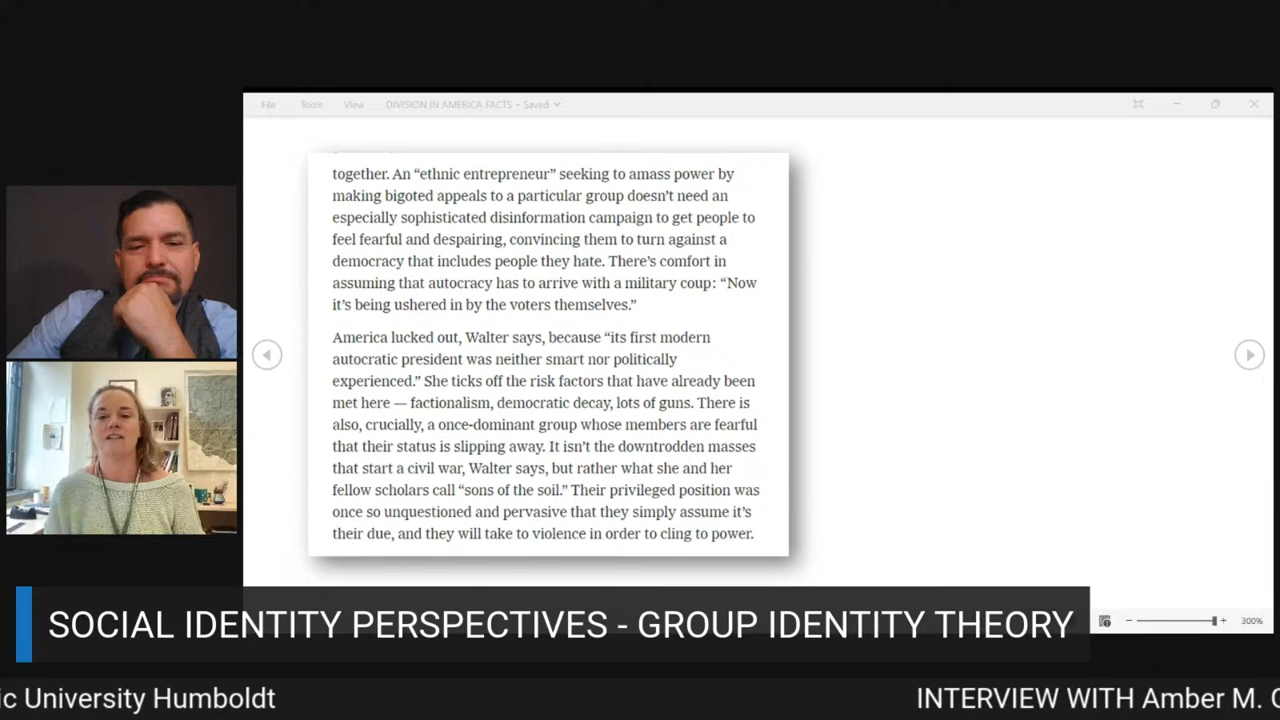 File Tools View DIVISION IN AMERICA FACTS • Saved
together. An “ethnic entrepreneur” seeking to amass power by
making bigoted appeals to a particular group doesn’t need an
especially sophisticated disinformation campaign to get people to
feel fearful and despairing, convincing them to turn against a
democracy that includes people they hate. There’s comfort in
assuming that autocracy has to arrive with a military coup: “Now
it’s being ushered in by the voters themselves.”
America lucked out, Walter says, because “its first modern
autocratic president was neither smart nor politically
experienced.” She ticks off the risk factors that have already been
met here — factionalism, democratic decay, lots of guns. There is
also, crucially, a once-dominant group whose members are fearful
that their status is slipping away. It isn’t the downtrodden masses
that start a civil war, Walter says, but rather what she and her
fellow scholars call “sons of the soil.” Their privileged position was
once so unquestioned and pervasive that they simply assume it’s
their due, and they will take to violence in order to cling to power.
300%
SOCIAL IDENTITY PERSPECTIVES - GROUP IDENTITY THEORY
ic University Humboldt INTERVIEW WITH Amber M.